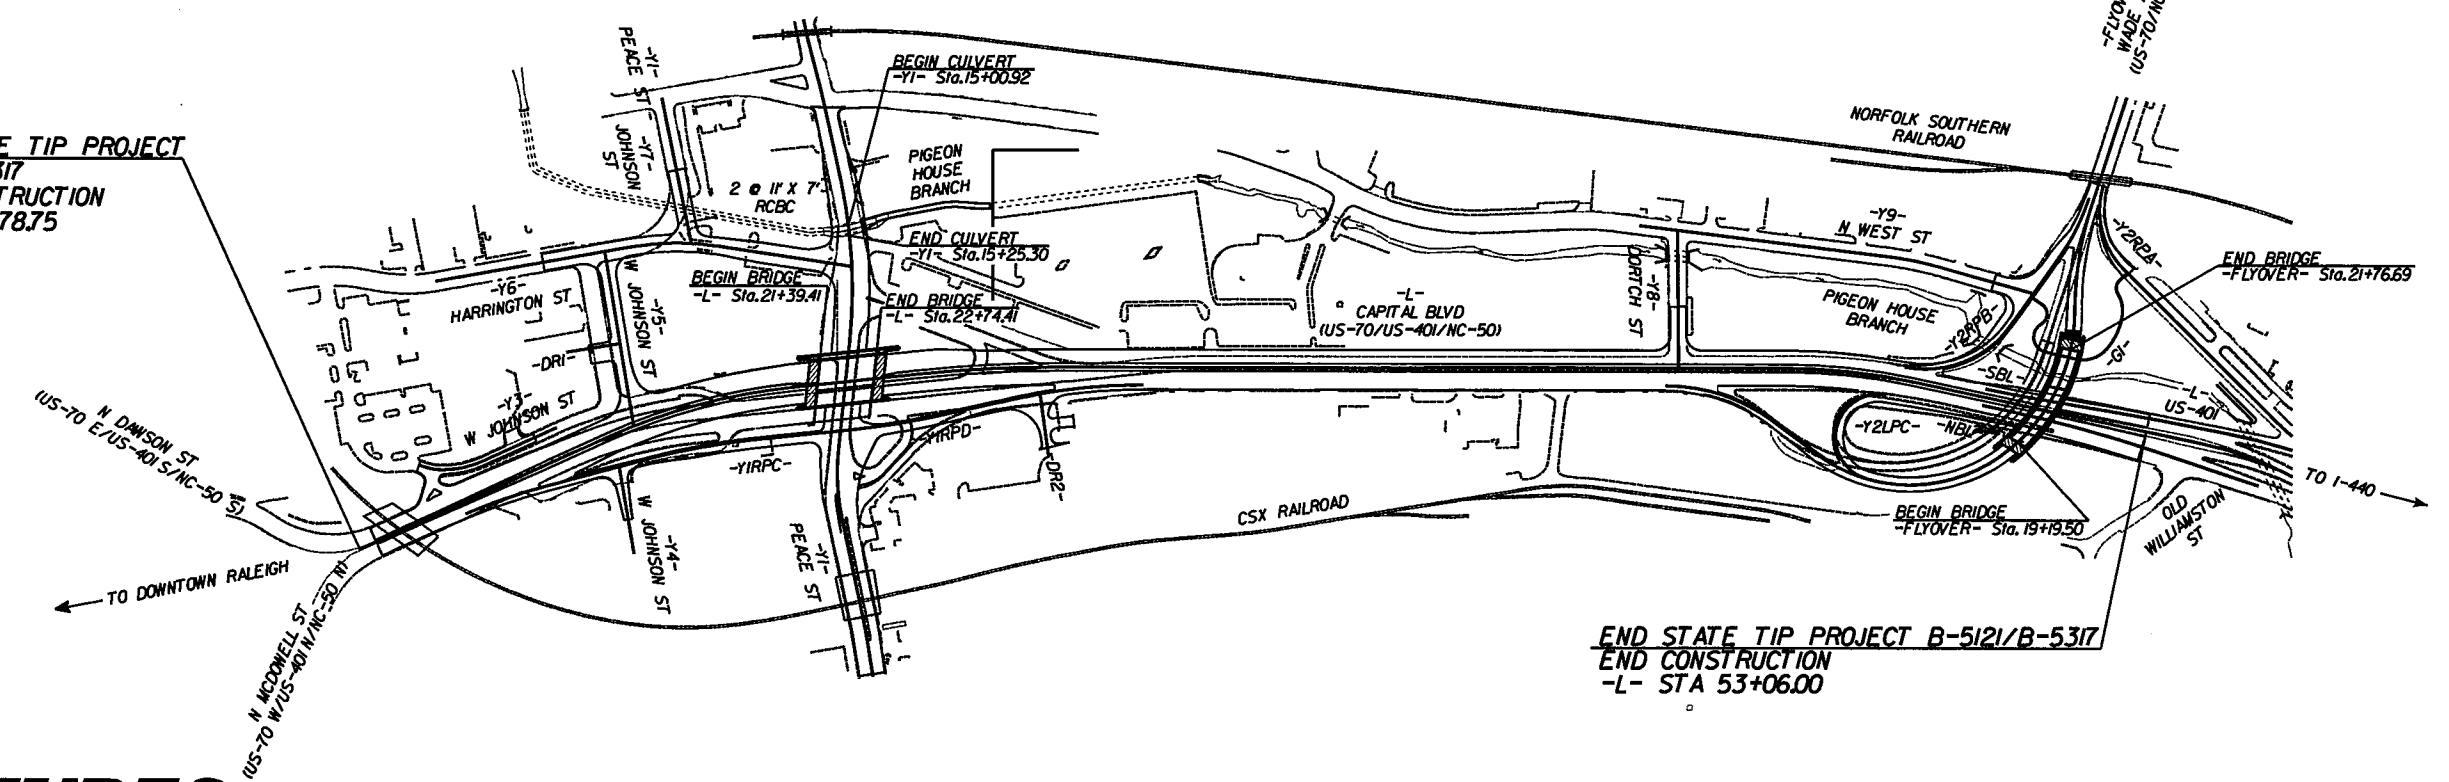 E TIP PROJECT
TRUCTION
78.75
-Y1-
PEACE ST
-Y7-
JOHNSON
ST
BEGIN CULVERT
-Y1- Sta.15+00.92
PIGEON
HOUSE
BRANCH
2 @ 11' X 7'
RCBC
END CULVERT
-Y1- Sta.15+25.30
BEGIN BRIDGE
-L- Sta.21+39.41
END BRIDGE
-L- Sta.22+74.41
-Y6-
HARRINGTON ST
-Y5-
W JOHNSON ST
-DR1-
-Y3-
W JOHNSON ST
N DAWSON ST
(US-70 E/US-401 S/NC-50 S)
TO DOWNTOWN RALEIGH
N MCDOWELL ST
(US-70 W/US-401 N/NC-50 N)
-Y4-
W JOHNSON ST
-Y1RPC-
-Y1RPD-
-DR2-
-Y1-
PEACE ST
-L-
CAPITAL BLVD
(US-70/US-401/NC-50)
CSX RAILROAD
NORFOLK SOUTHERN
RAILROAD
-Y9-
N WEST ST
-Y8-
DORTCH ST
PIGEON HOUSE
BRANCH
-FLYO
WADE
(US-70/NC
-Y2RPA-
-Y2RPB-
END BRIDGE
-FLYOVER- Sta.21+76.69
-G1-
-SBL-
-L-
US-401
-Y2LPC-
-NBL-
TO I-440
BEGIN BRIDGE
-FLYOVER- Sta. 19+19.50
OLD
WILLIAMSTON
ST
END STATE TIP PROJECT B-5121/B-5317
END CONSTRUCTION
-L- STA 53+06.00